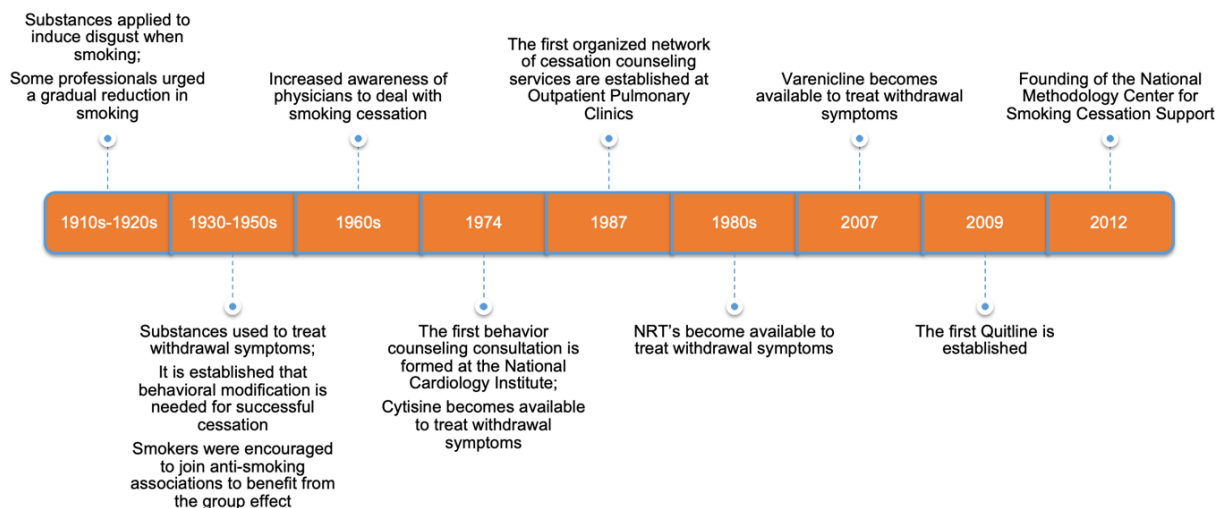 Substances applied to
induce disgust when
smoking;
Some professionals urged
a gradual reduction in
smoking
Increased awareness of
physicians to deal with
smoking cessation
The first organized network
of cessation counseling
services are established at
Outpatient Pulmonary
Clinics
Varenicline becomes
available to treat withdrawal
symptoms
Founding of the National
Methodology Center for
Smoking Cessation Support
1910s-1920s
1930-1950s
1960s
1974
1987
1980s
2007
2009
2012
Substances used to treat
withdrawal symptoms;
It is established that
behavioral modification is
needed for successful
cessation
Smokers were encouraged
to join anti-smoking
associations to benefit from
the group effect
The first behavior
counseling consultation is
formed at the National
Cardiology Institute;
Cytisine becomes available
to treat withdrawal
symptoms
NRT's become available to
treat withdrawal symptoms
The first Quitline is
established